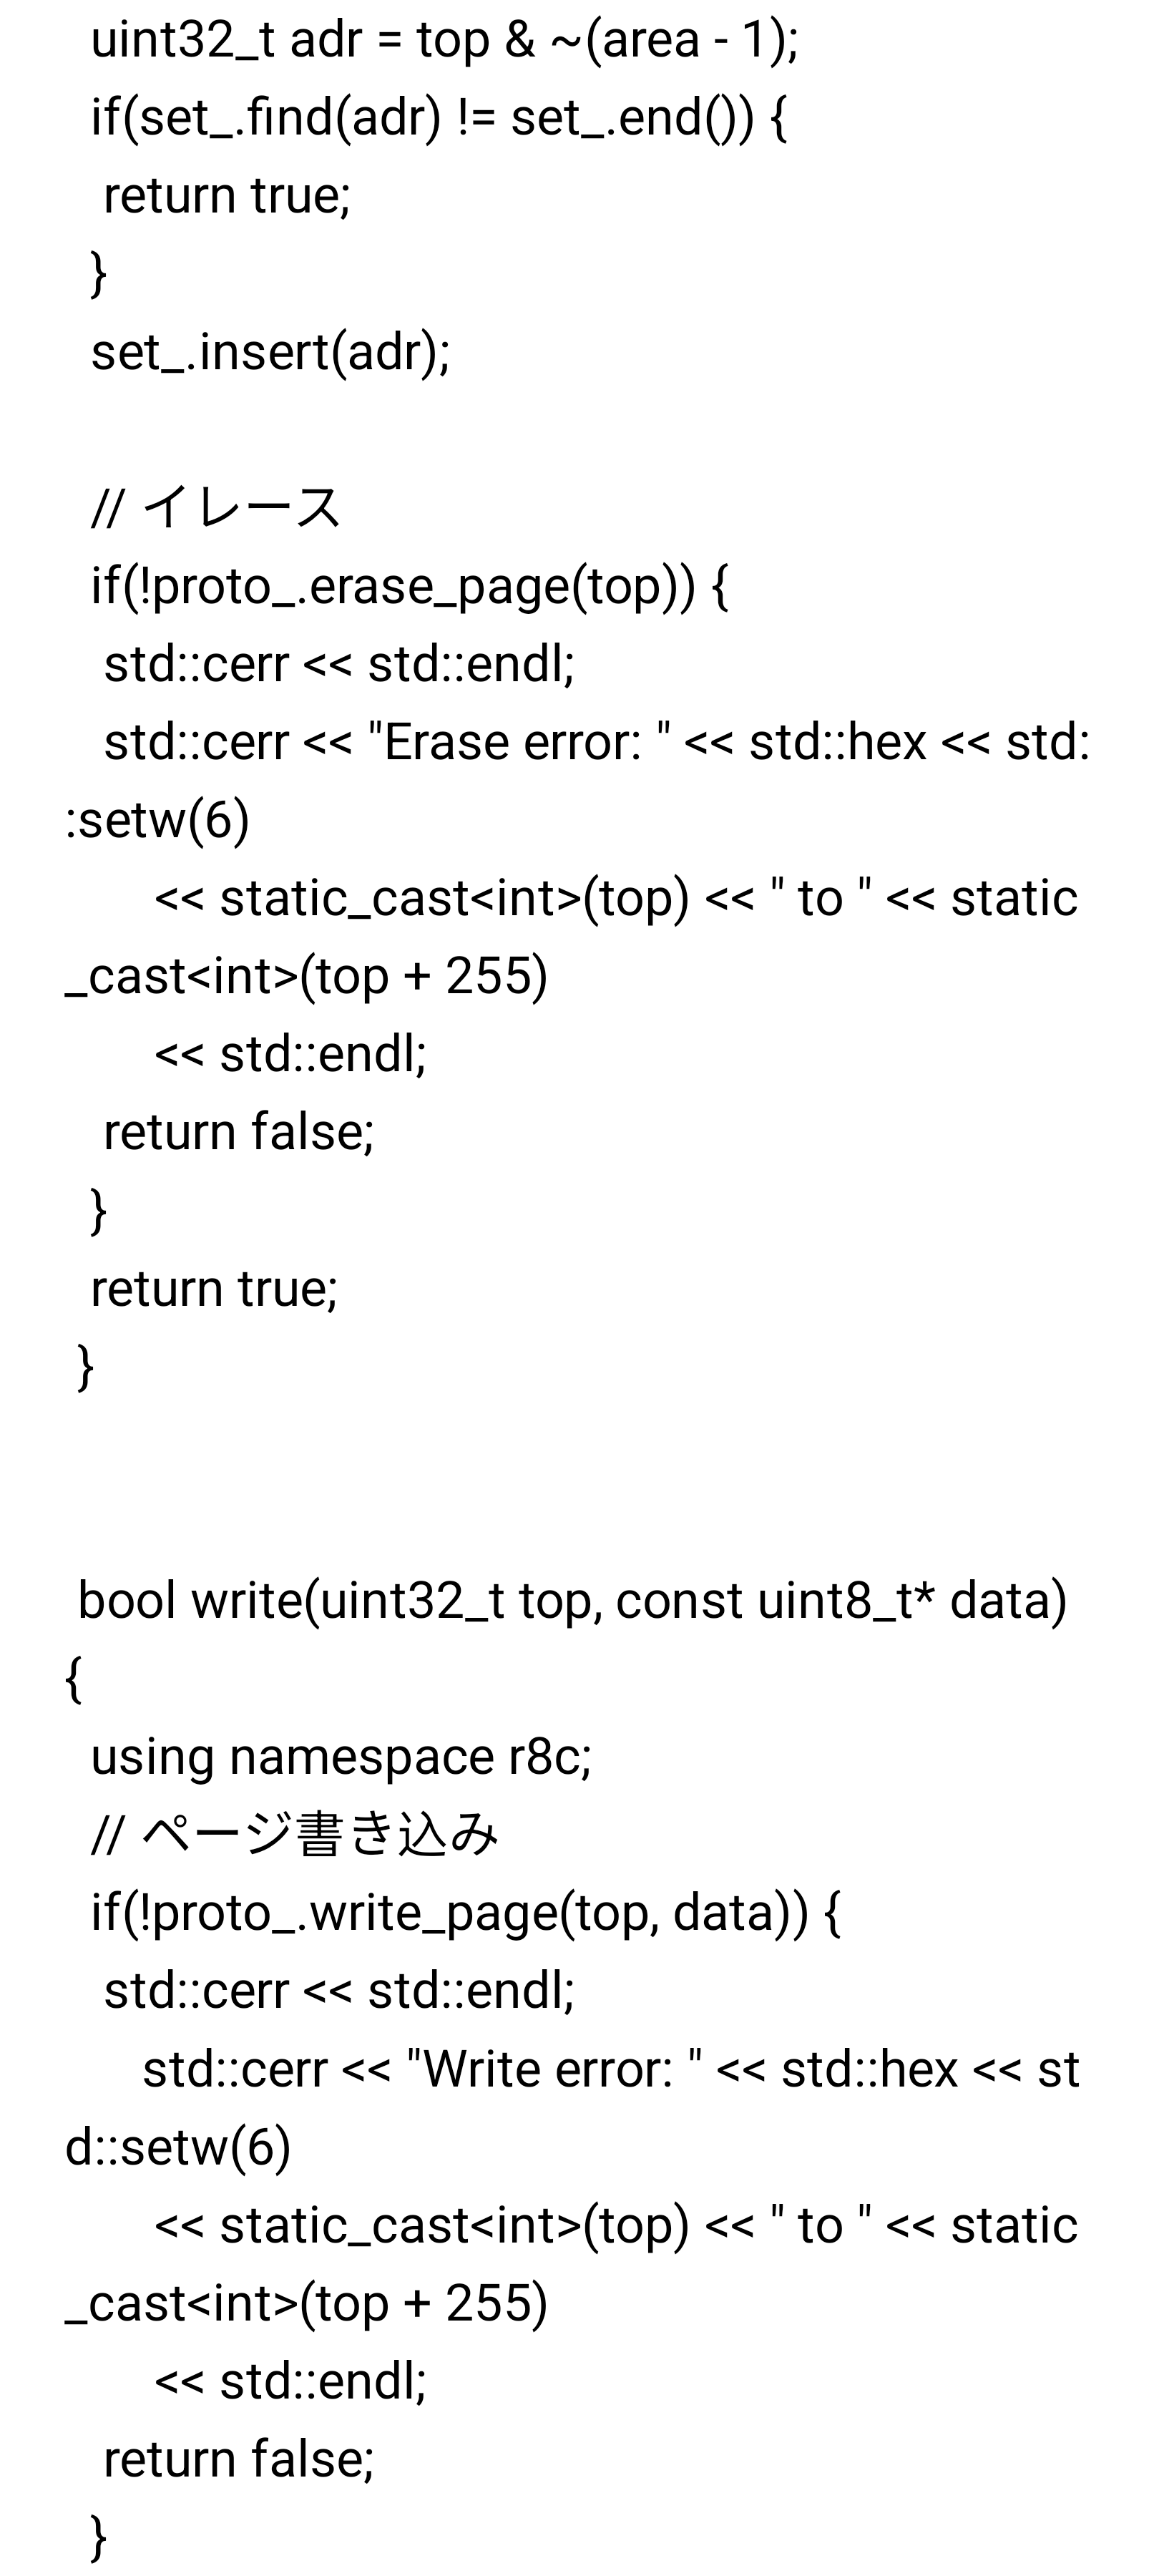 uint32_t adr = top & ~(area - 1);
if(set_.find(adr) != set_.end()) {
return true;
}
set_.insert(adr);
// イレース
if(!proto_.erase_page(top)) {
std::cerr << std::endl;
std::cerr << "Erase error: " << std::hex << std:
:setw(6)
<< static_cast<int>(top) << " to " << static
_cast<int>(top + 255)
<< std::endl;
return false;
}
return true;
}
bool write(uint32_t top, const uint8_t* data)
{
using namespace r8c;
// ページ書き込み
if(!proto_.write_page(top, data)) {
std::cerr << std::endl;
std::cerr << "Write error: " << std::hex << st
d::setw(6)
<< static_cast<int>(top) << " to " << static
_cast<int>(top + 255)
<< std::endl;
return false;
}